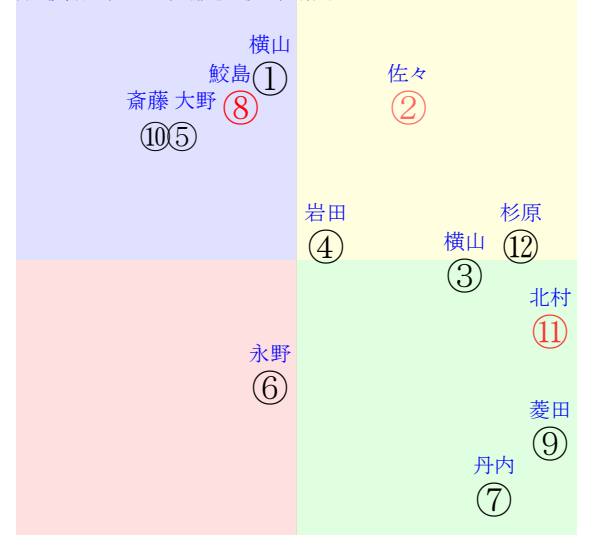 横山
①
鮫島
⑧
佐々
②
斎藤 大野
⑩⑤
岩田
④
杉原
⑫
横山
③
北村
⑪
永野
⑥
菱田
⑨
丹内
⑦